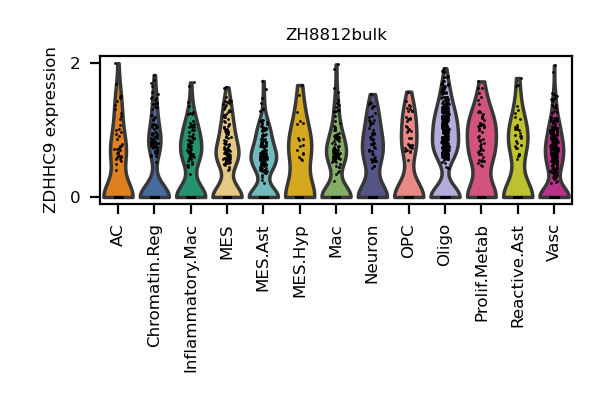 ZH8812bulk
ZDHHC9 expression
2
0
AC
Chromatin.Reg
Inflammatory.Mac
MES
MES.Ast
MES.Hyp
Mac
Neuron
OPC
Oligo
Prolif.Metab
Reactive.Ast
Vasc